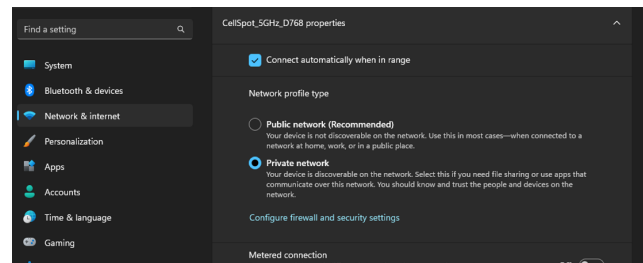 Find a setting
System
Bluetooth & devices
Network & internet
Personalization
Apps
Accounts
Time & language
Gaming
CellSpot_5GHz_D768 properties
Connect automatically when in range
Network profile type
Public network (Recommended)
Your device is not discoverable on the network. Use this in most cases—when connected to a
network at home, work, or in a public place.
Private network
Your device is discoverable on the network. Select this if you need file sharing or use apps that
communicate over this network. You should know and trust the people and devices on the
network.
Configure firewall and security settings
Metered connection